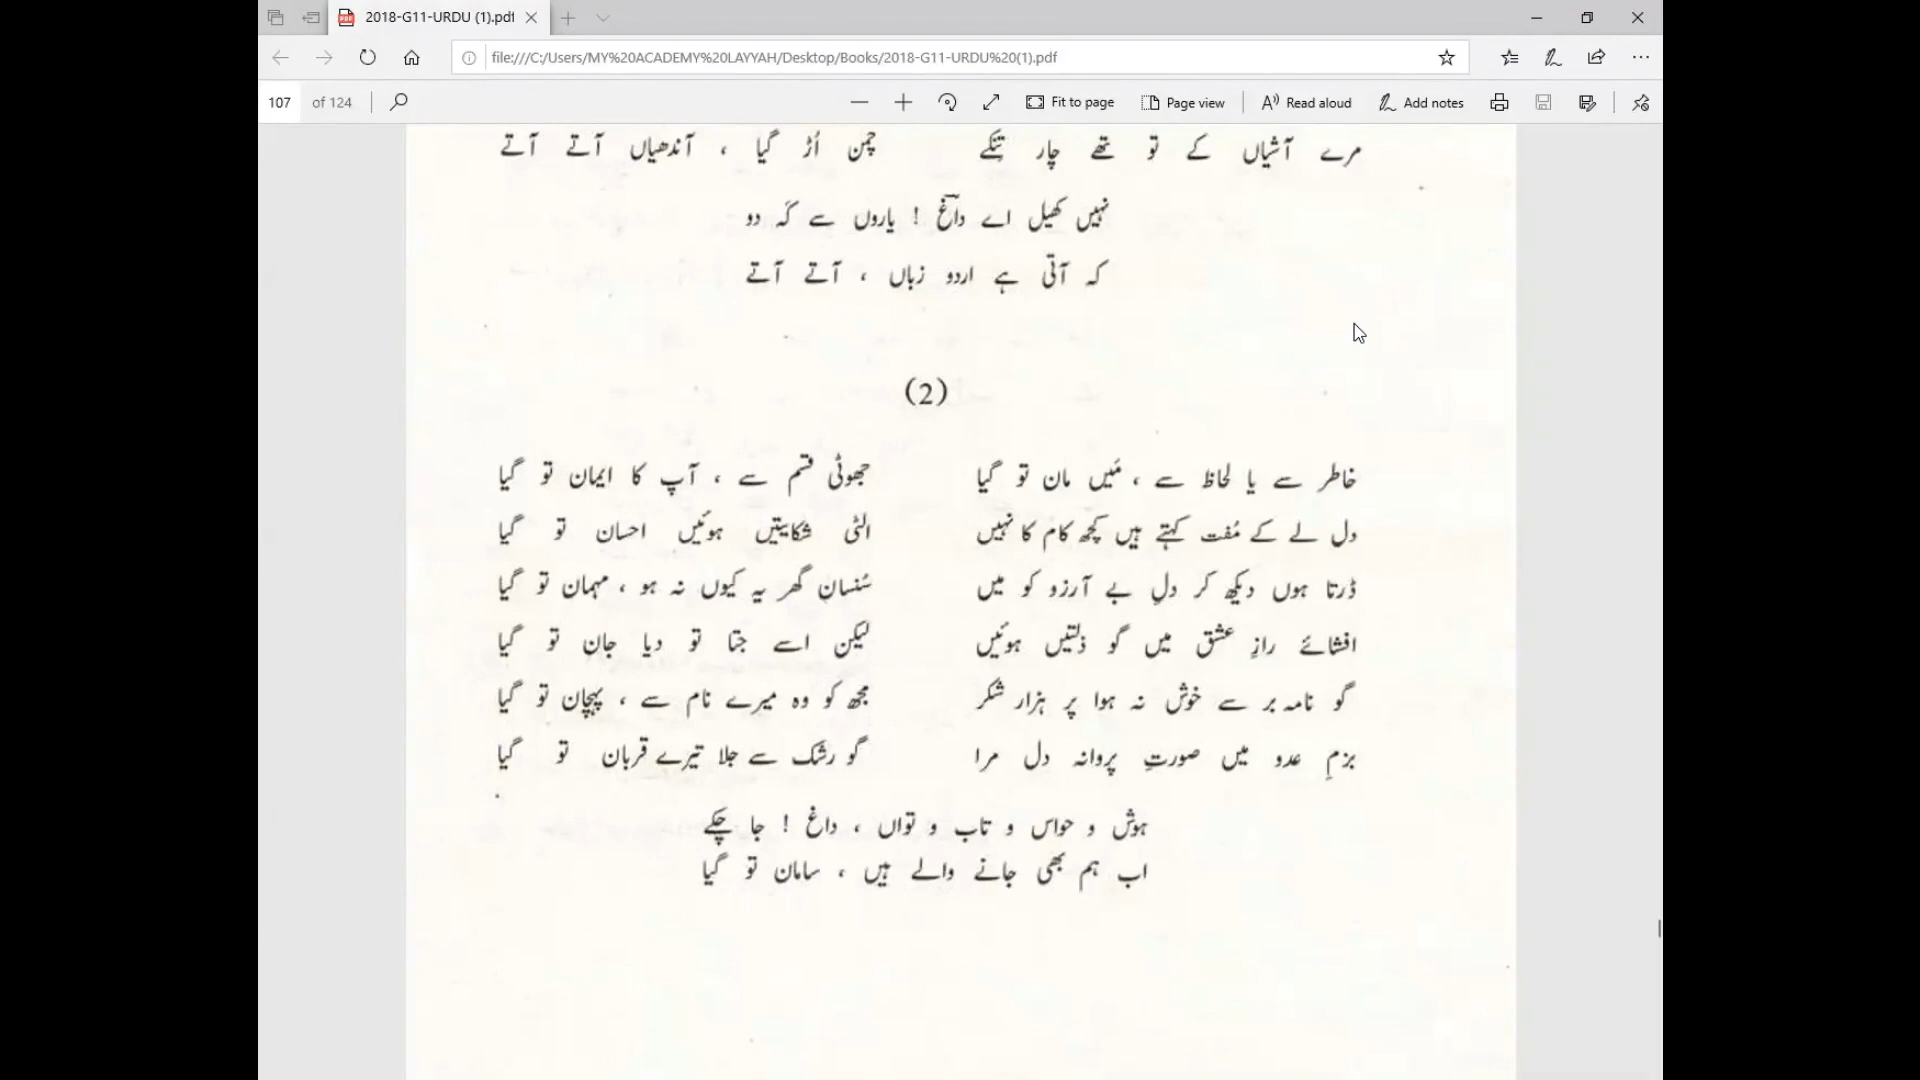 2018-G11-URDU (1).pdf
file:///C:/Users/MY%20ACADEMY%20LAYYAH/Desktop/Books/2018-G11-URDU%20(1).pdf
107 of 124 Fit to page Page view Read aloud Add notes
مرے آشیاں کے تو تھے چار تنکے چمن اُڑ گیا ، آندھیاں آتے آتے
نہیں کھیل اے داغؔ ! یاروں سے کَہ دو
کہ آتی ہے اردو زباں ، آتے آتے
(2)
خاطر سے یا لحاظ سے ، مَیں مان تو گیا جھوٹی قسم سے ، آپ کا ایمان تو گیا
دل لے کے مُفت کہتے ہیں کچھ کام کا نہیں الٹی شکایتیں ہوئیں احسان تو گیا
ڈرتا ہوں دیکھ کر دلِ بے آرزو کو میں سُنسان گھر یہ کیوں نہ ہو ، مہمان تو گیا
افشائے رازِ عشق میں گو ذلتیں ہوئیں لیکن اسے جتا تو دیا جان تو گیا
گو نامہ بر سے خوش نہ ہوا پر ہزار شکر مجھ کو وہ میرے نام سے ، پہچان تو گیا
بزمِ عدو میں صورتِ پروانہ دل مرا گو رشک سے جلا تیرے قربان تو گیا
ہوش و حواس و تاب و تواں ، داغ ! جا چکے
اب ہم بھی جانے والے ہیں ، سامان تو گیا